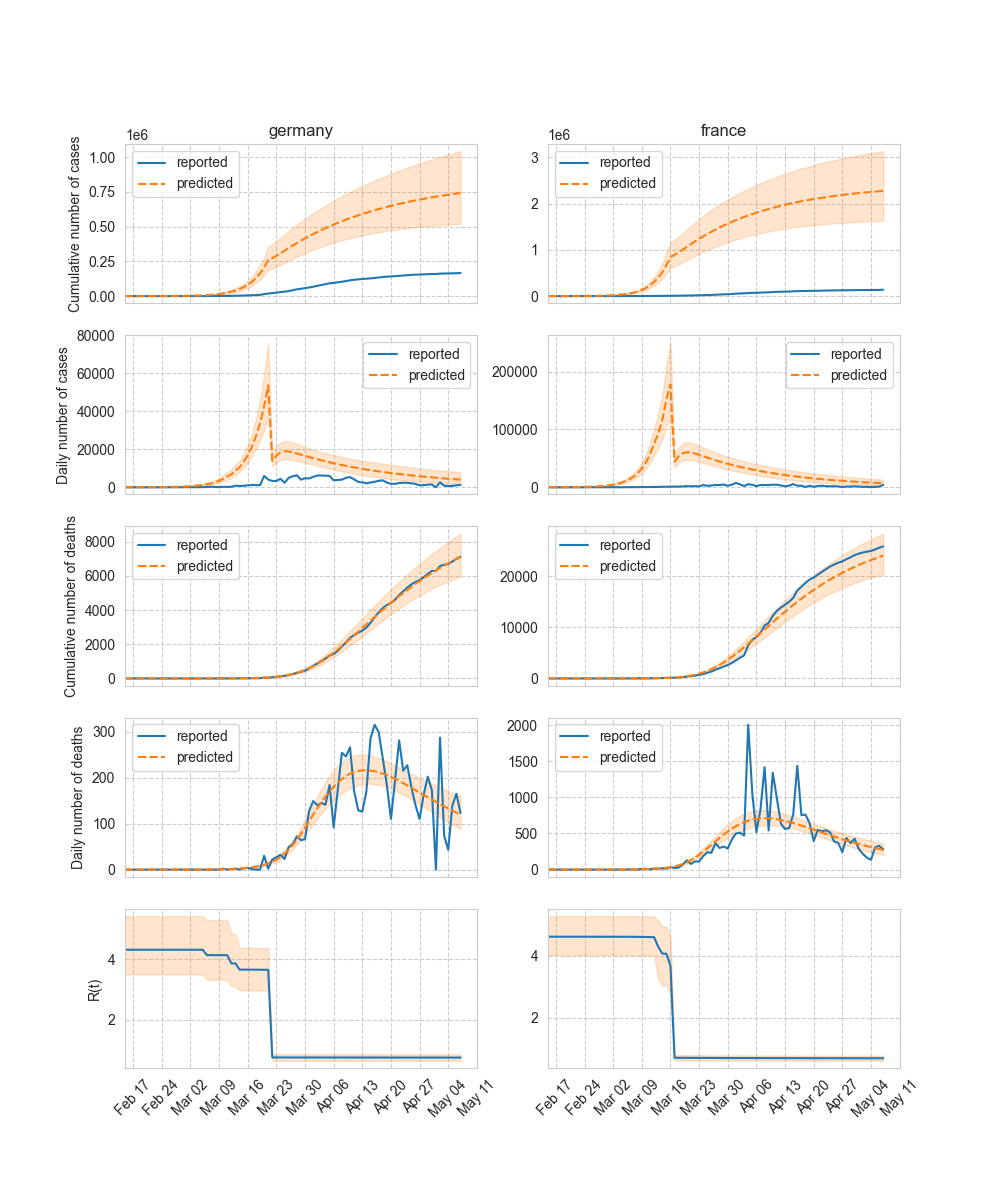 germany
france
1e6
1e6
Cumulative number of cases
1.00
0.75
0.50
0.25
0.00
reported
predicted
3
2
1
0
reported
predicted
Daily number of cases
80000
60000
40000
20000
0
reported
predicted
200000
100000
0
reported
predicted
Cumulative number of deaths
8000
6000
4000
2000
0
reported
predicted
20000
10000
0
reported
predicted
Daily number of deaths
300
200
100
0
reported
predicted
2000
1500
1000
500
0
reported
predicted
R(t)
4
2
4
2
Feb 17
Feb 24
Mar 02
Mar 09
Mar 16
Mar 23
Mar 30
Apr 06
Apr 13
Apr 20
Apr 27
May 04
May 11
Feb 17
Feb 24
Mar 02
Mar 09
Mar 16
Mar 23
Mar 30
Apr 06
Apr 13
Apr 20
Apr 27
May 04
May 11